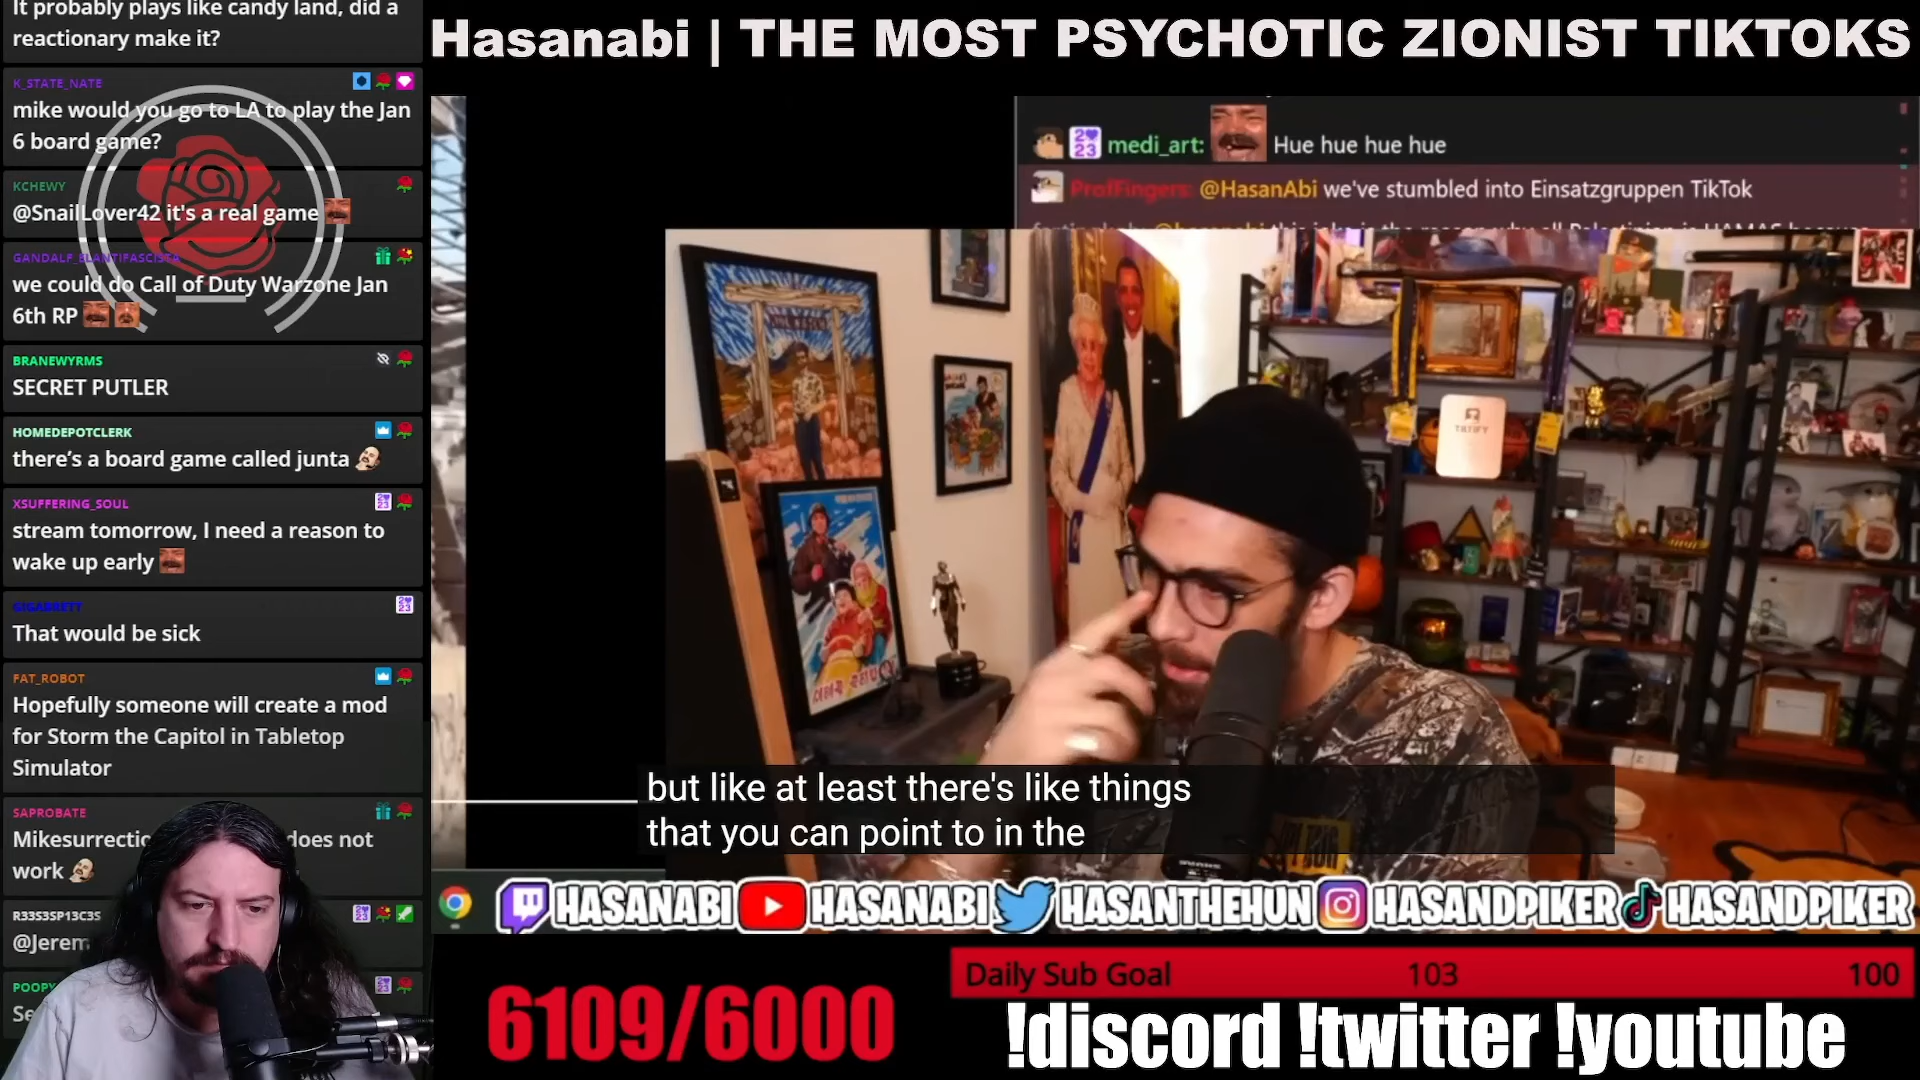 It probably plays like candy land, did a
reactionary make it?
K_STATE_NATE
mike would you go to LA to play the Jan
6 board game?
KCHEWY
@SnailLover42 it's a real game
GANDALF_ELANTIFASCISTA
we could do Call of Duty Warzone Jan
6th RP
BRANEWYRMS
SECRET PUTLER
HOMEDEPOTCLERK
there's a board game called junta
XSUFFERING_SOUL
stream tomorrow, I need a reason to
wake up early
GIGABRETT
That would be sick
FAT_ROBOT
Hopefully someone will create a mod
for Storm the Capitol in Tabletop
Simulator
SAPROBATE
does not
work
R33S3SP13C3S
Hasanabi | THE MOST PSYCHOTIC ZIONIST TIKTOKS
medi_art: Hue hue hue hue
ProfFingers: @HasanAbi we've stumbled into Einsatzgruppen TikTok
TILTIFY
but like at least there's like things
that you can point to in the
HASANABI HASANABI HASANTHEHUN HASANDPIKER HASANDPIKER
Daily Sub Goal 103 100
6109/6000
!discord !twitter !youtube